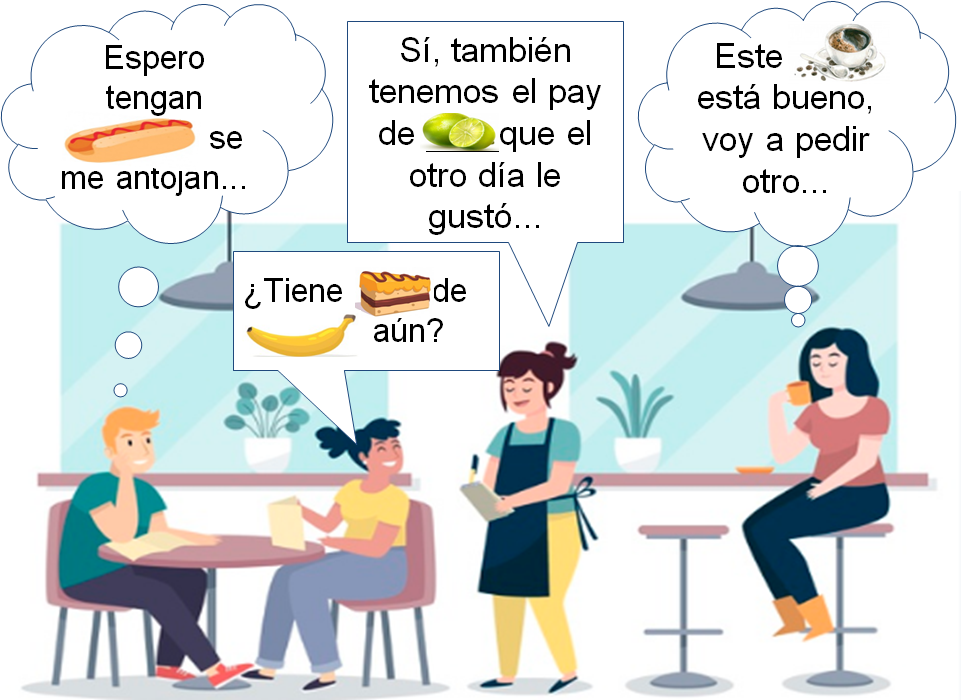 Espero
tengan
se
me antojan...
Sí, también
tenemos el pay
de que el
otro día le
gustó...
Este
está bueno,
voy a pedir
otro...
¿Tiene de
aún?